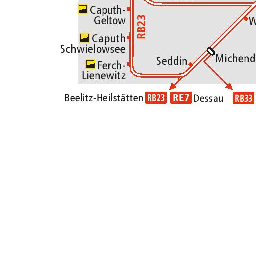 Caputh-
Geltow
RB23
Caputh
Schwielowsee
Ferch-
Lienewitz
Seddin
Michend
W
Beelitz-Heilstätten RB23 RE7 Dessau RB33